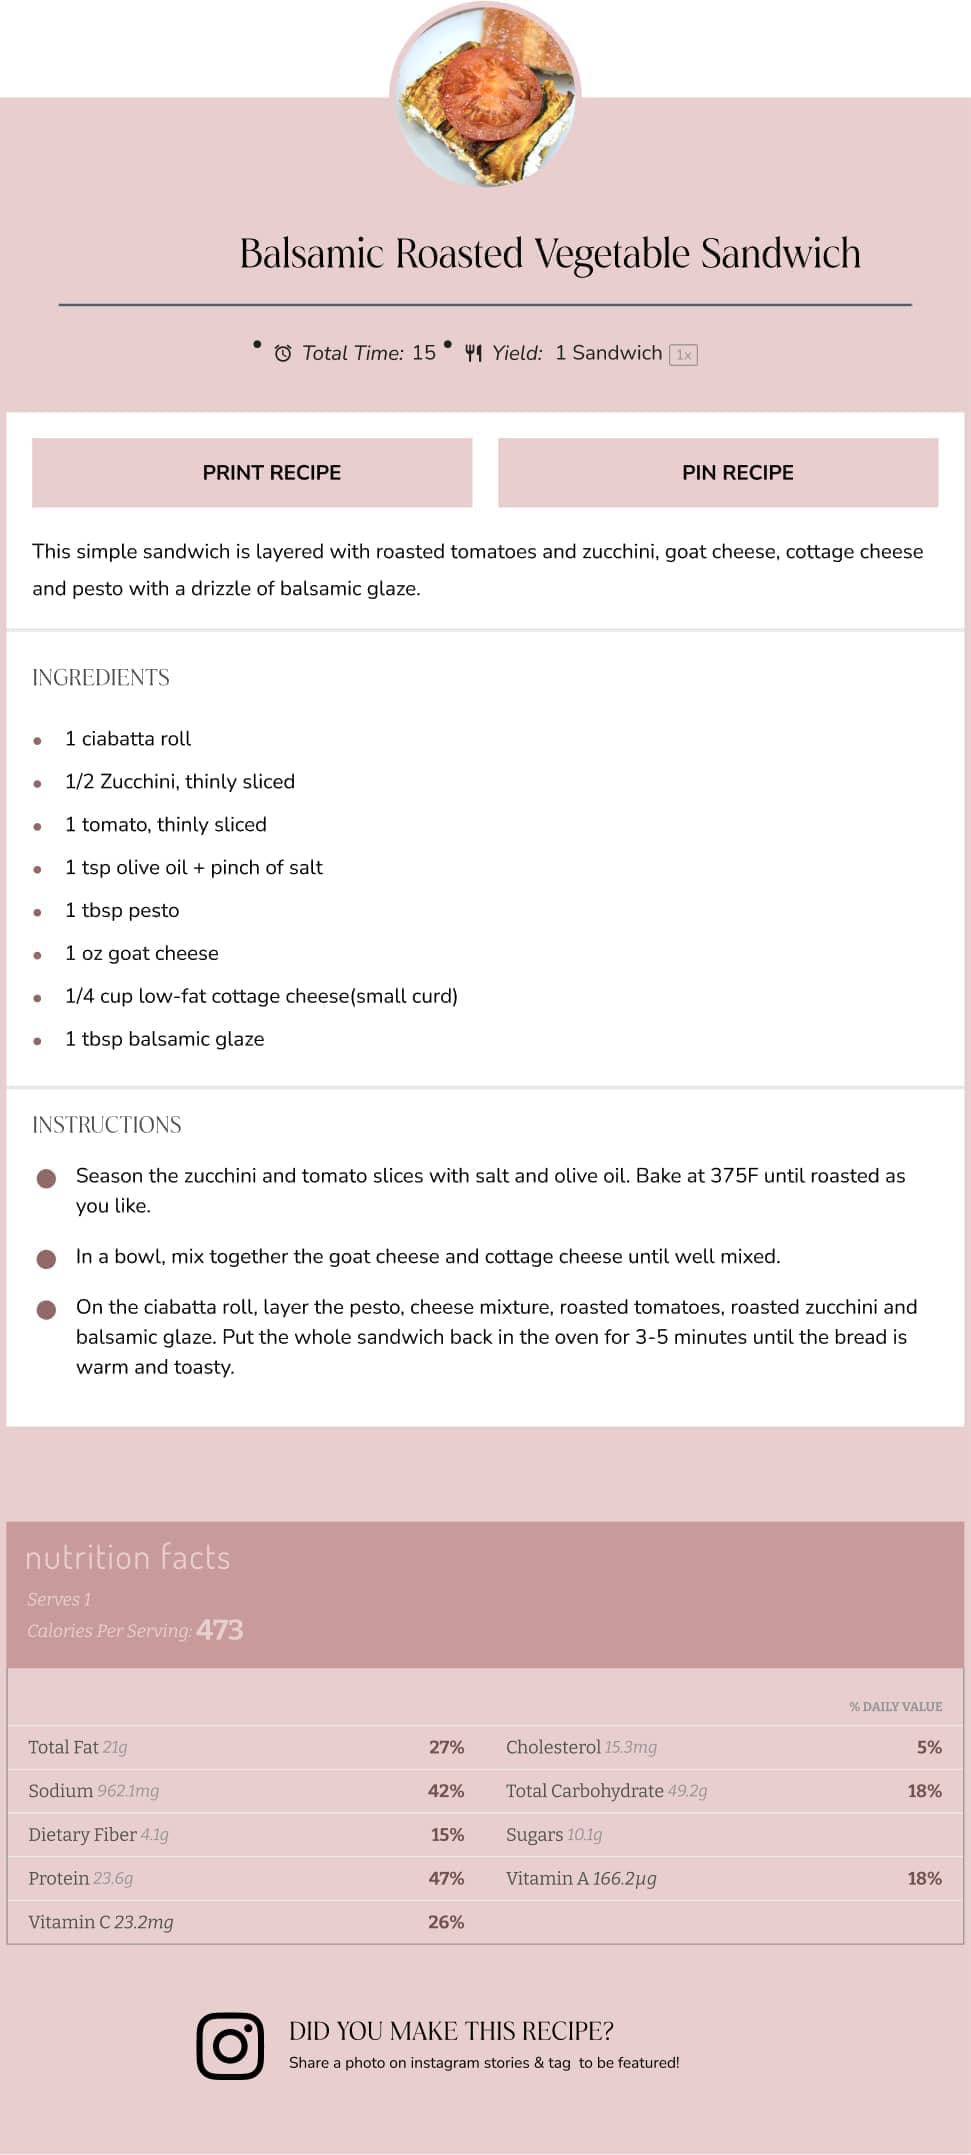 Balsamic Roasted Vegetable Sandwich
• Total Time: 15 • Yield: 1 Sandwich 1x
PRINT RECIPE
PIN RECIPE
This simple sandwich is layered with roasted tomatoes and zucchini, goat cheese, cottage cheese
and pesto with a drizzle of balsamic glaze.
INGREDIENTS
• 1 ciabatta roll
• 1/2 Zucchini, thinly sliced
• 1 tomato, thinly sliced
• 1 tsp olive oil + pinch of salt
• 1 tbsp pesto
• 1 oz goat cheese
• 1/4 cup low-fat cottage cheese(small curd)
• 1 tbsp balsamic glaze
INSTRUCTIONS
Season the zucchini and tomato slices with salt and olive oil. Bake at 375F until roasted as
you like.
In a bowl, mix together the goat cheese and cottage cheese until well mixed.
On the ciabatta roll, layer the pesto, cheese mixture, roasted tomatoes, roasted zucchini and
balsamic glaze. Put the whole sandwich back in the oven for 3-5 minutes until the bread is
warm and toasty.
nutrition facts
Serves 1
Calories Per Serving: 473
% DAILY VALUE
Total Fat 21g 27% Cholesterol 15.3mg 5%
Sodium 962.1mg 42% Total Carbohydrate 49.2g 18%
Dietary Fiber 4.1g 15% Sugars 10.1g
Protein 23.6g 47% Vitamin A 166.2µg 18%
Vitamin C 23.2mg 26%
DID YOU MAKE THIS RECIPE?
Share a photo on instagram stories & tag  to be featured!